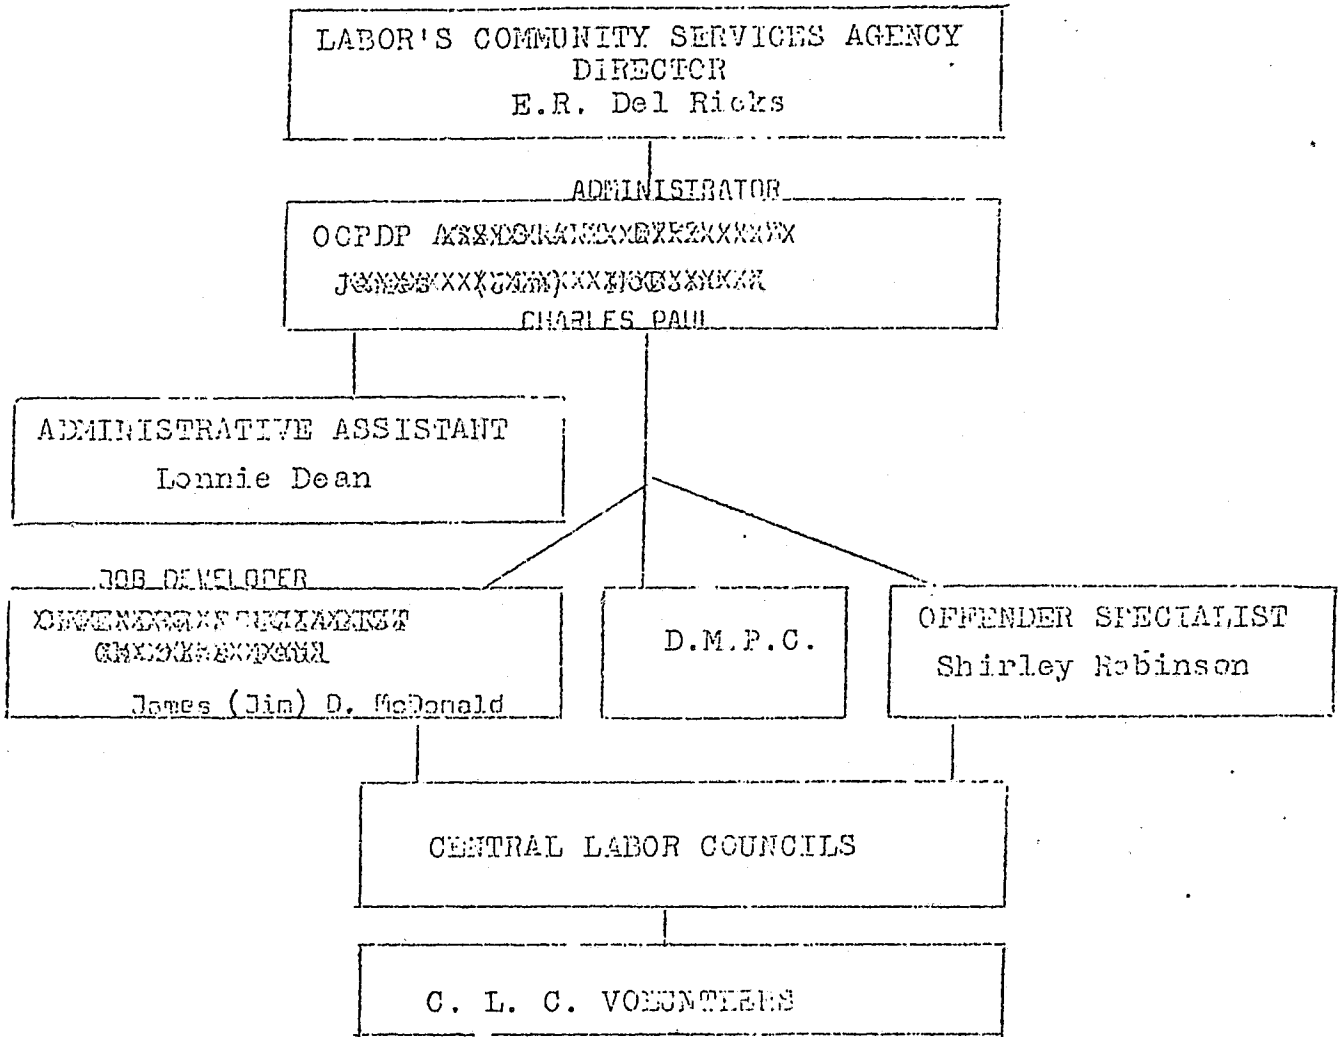 LABOR'S COMMUNITY SERVICES AGENCY
DIRECTOR
E.R. Del Ricks
ADMINISTRATOR
OCPDP
CHARLES PAUL
ADMINISTRATIVE ASSISTANT
Lonnie Dean
JOB DEVELOPER
James (Jim) D. McDonald
D.M.P.C.
OFFENDER SPECIALIST
Shirley Robinson
CENTRAL LABOR COUNCILS
C. L. C. VOLUNTEERS